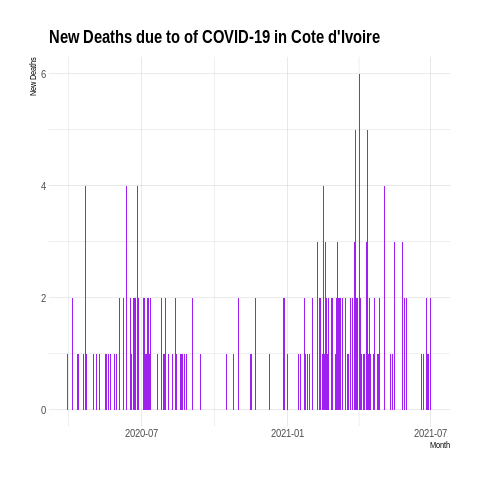 New Deaths due to of COVID-19 in Cote d'Ivoire
New Deaths
6
4
2
0
2020-07
2021-01
2021-07
Month